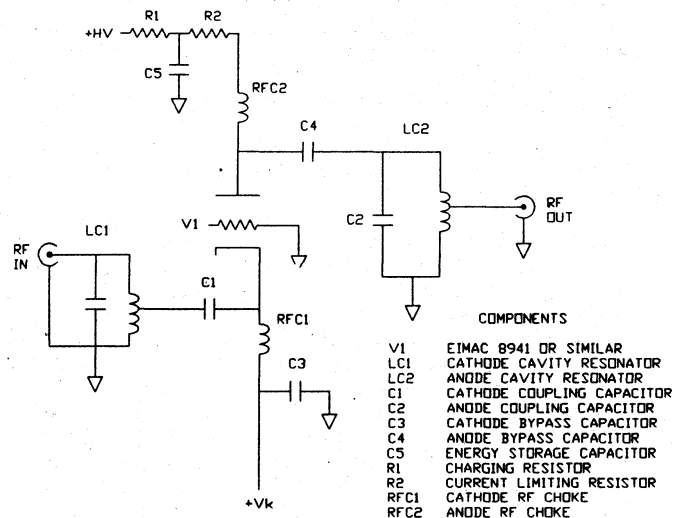 R1 R2
+HV
C5
RFC2
C4
LC2
V1
C2
RF
OUT
LC1
RF
IN
C1
RFC1
C3
+Vk
COMPONENTS
V1 EIMAC 8941 OR SIMILAR
LC1 CATHODE CAVITY RESONATOR
LC2 ANODE CAVITY RESONATOR
C1 CATHODE COUPLING CAPACITOR
C2 ANODE COUPLING CAPACITOR
C3 CATHODE BYPASS CAPACITOR
C4 ANODE BYPASS CAPACITOR
C5 ENERGY STORAGE CAPACITOR
R1 CHARGING RESISTOR
R2 CURRENT LIMITING RESISTOR
RFC1 CATHODE RF CHOKE
RFC2 ANODE RF CHOKE